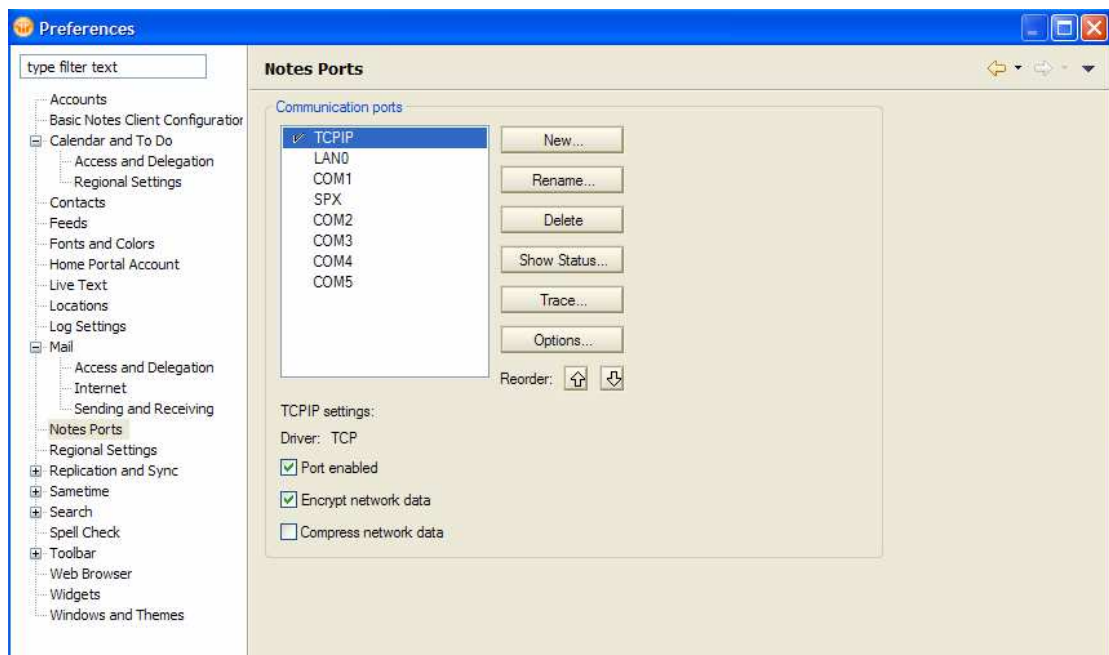 Preferences
type filter text
Accounts
Basic Notes Client Configuration
Calendar and To Do
Access and Delegation
Regional Settings
Contacts
Feeds
Fonts and Colors
Home Portal Account
Live Text
Locations
Log Settings
Mail
Access and Delegation
Internet
Sending and Receiving
Notes Ports
Regional Settings
Replication and Sync
Sametime
Search
Spell Check
Toolbar
Web Browser
Widgets
Windows and Themes
Notes Ports
Communication ports
TCPIP
LAN0
COM1
SPX
COM2
COM3
COM4
COM5
New...
Rename...
Delete
Show Status...
Trace...
Options...
Reorder:
TCPIP settings:
Driver: TCP
Port enabled
Encrypt network data
Compress network data